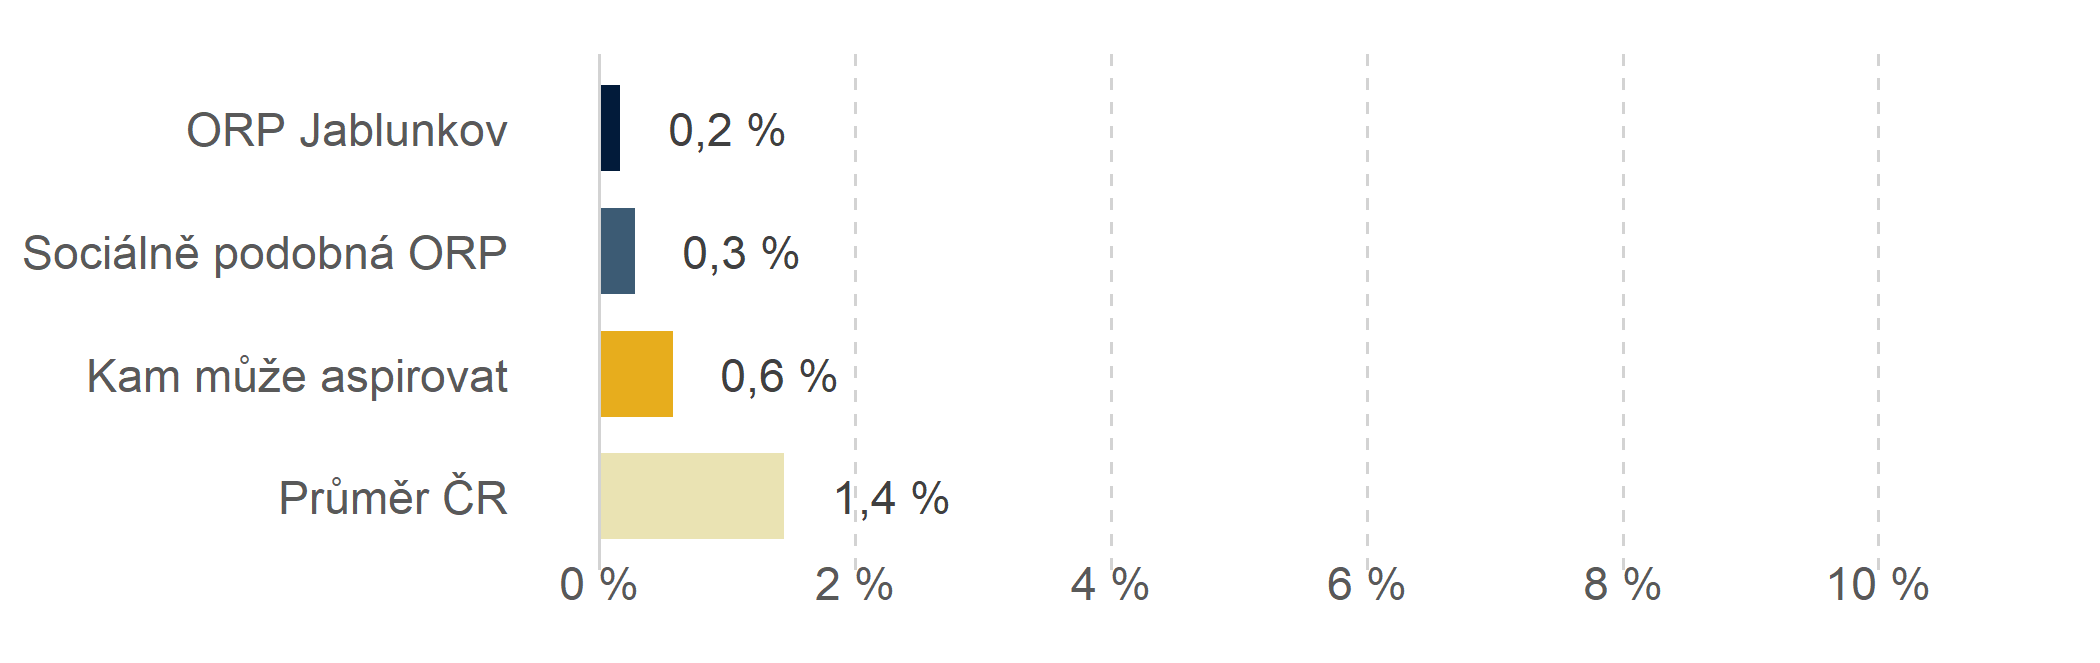 ORP Jablunkov
0,2 %
Sociálně podobná ORP
0,3 %
Kam může aspirovat
0,6 %
Průměr ČR
1,4 %
0 %
2 %
4 %
6 %
8 %
10 %